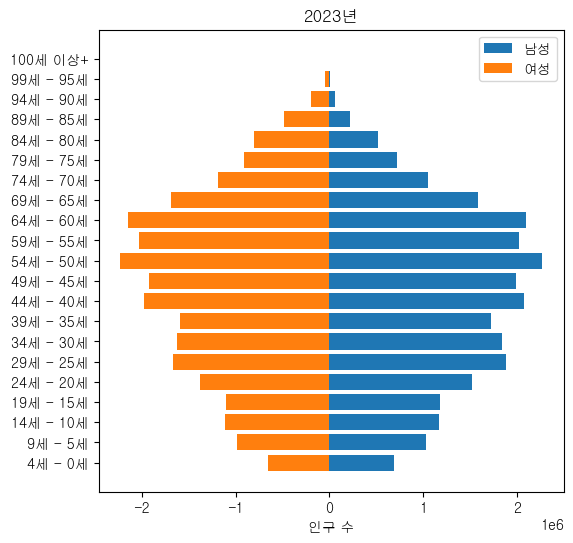 2023년
남성
여성
100세 이상+
99세 - 95세
94세 - 90세
89세 - 85세
84세 - 80세
79세 - 75세
74세 - 70세
69세 - 65세
64세 - 60세
59세 - 55세
54세 - 50세
49세 - 45세
44세 - 40세
39세 - 35세
34세 - 30세
29세 - 25세
24세 - 20세
19세 - 15세
14세 - 10세
9세 - 5세
4세 - 0세
−2 −1 0 1 2
1e6
인구 수